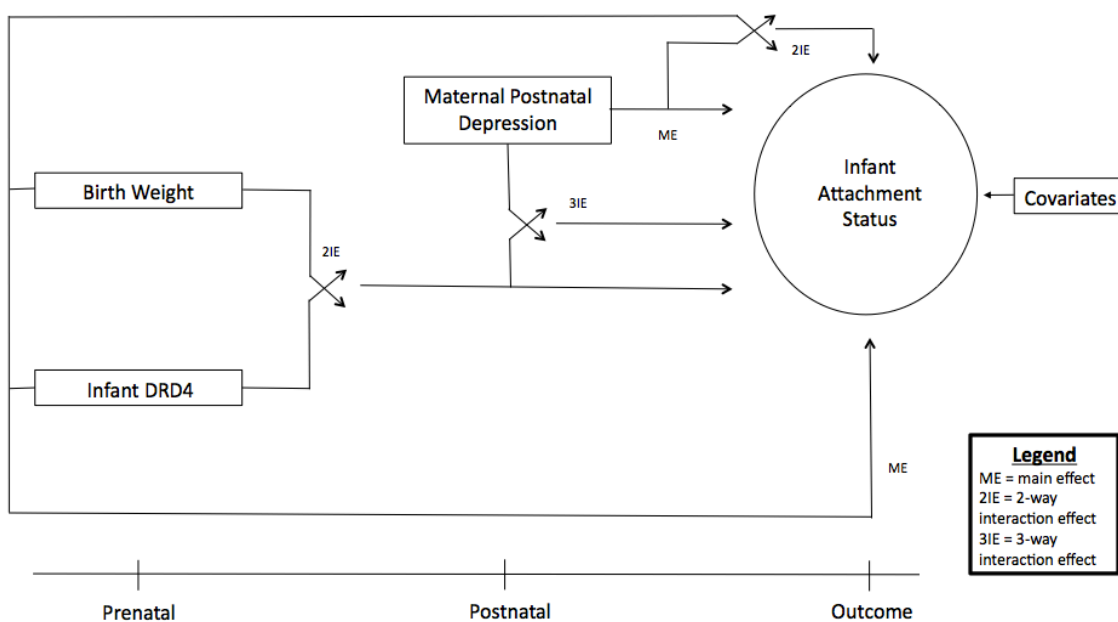 2IE
Maternal Postnatal
Depression
ME
Infant
Attachment
Status
Birth Weight
Covariates
3IE
2IE
Infant DRD4
ME
Legend
ME = main effect
2IE = 2-way
interaction effect
3IE = 3-way
interaction effect
Prenatal
Postnatal
Outcome